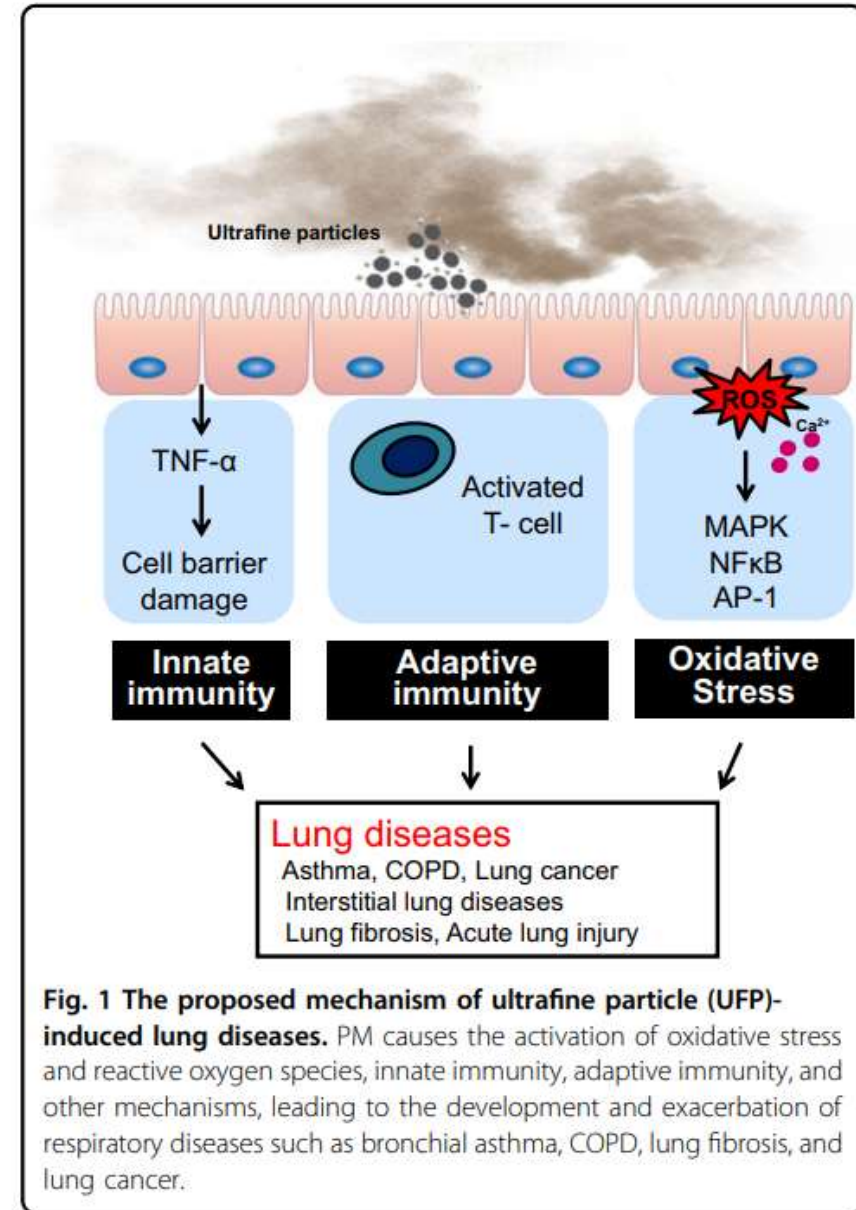 Ultrafine particles
ROS
Ca²⁺
TNF-α
Cell barrier
damage
Activated
T- cell
MAPK
NFκB
AP-1
Innate
immunity
Adaptive
immunity
Oxidative
Stress
Lung diseases
Asthma, COPD, Lung cancer
Interstitial lung diseases
Lung fibrosis, Acute lung injury
Fig. 1 The proposed mechanism of ultrafine particle (UFP)-
induced lung diseases. PM causes the activation of oxidative stress
and reactive oxygen species, innate immunity, adaptive immunity, and
other mechanisms, leading to the development and exacerbation of
respiratory diseases such as bronchial asthma, COPD, lung fibrosis, and
lung cancer.